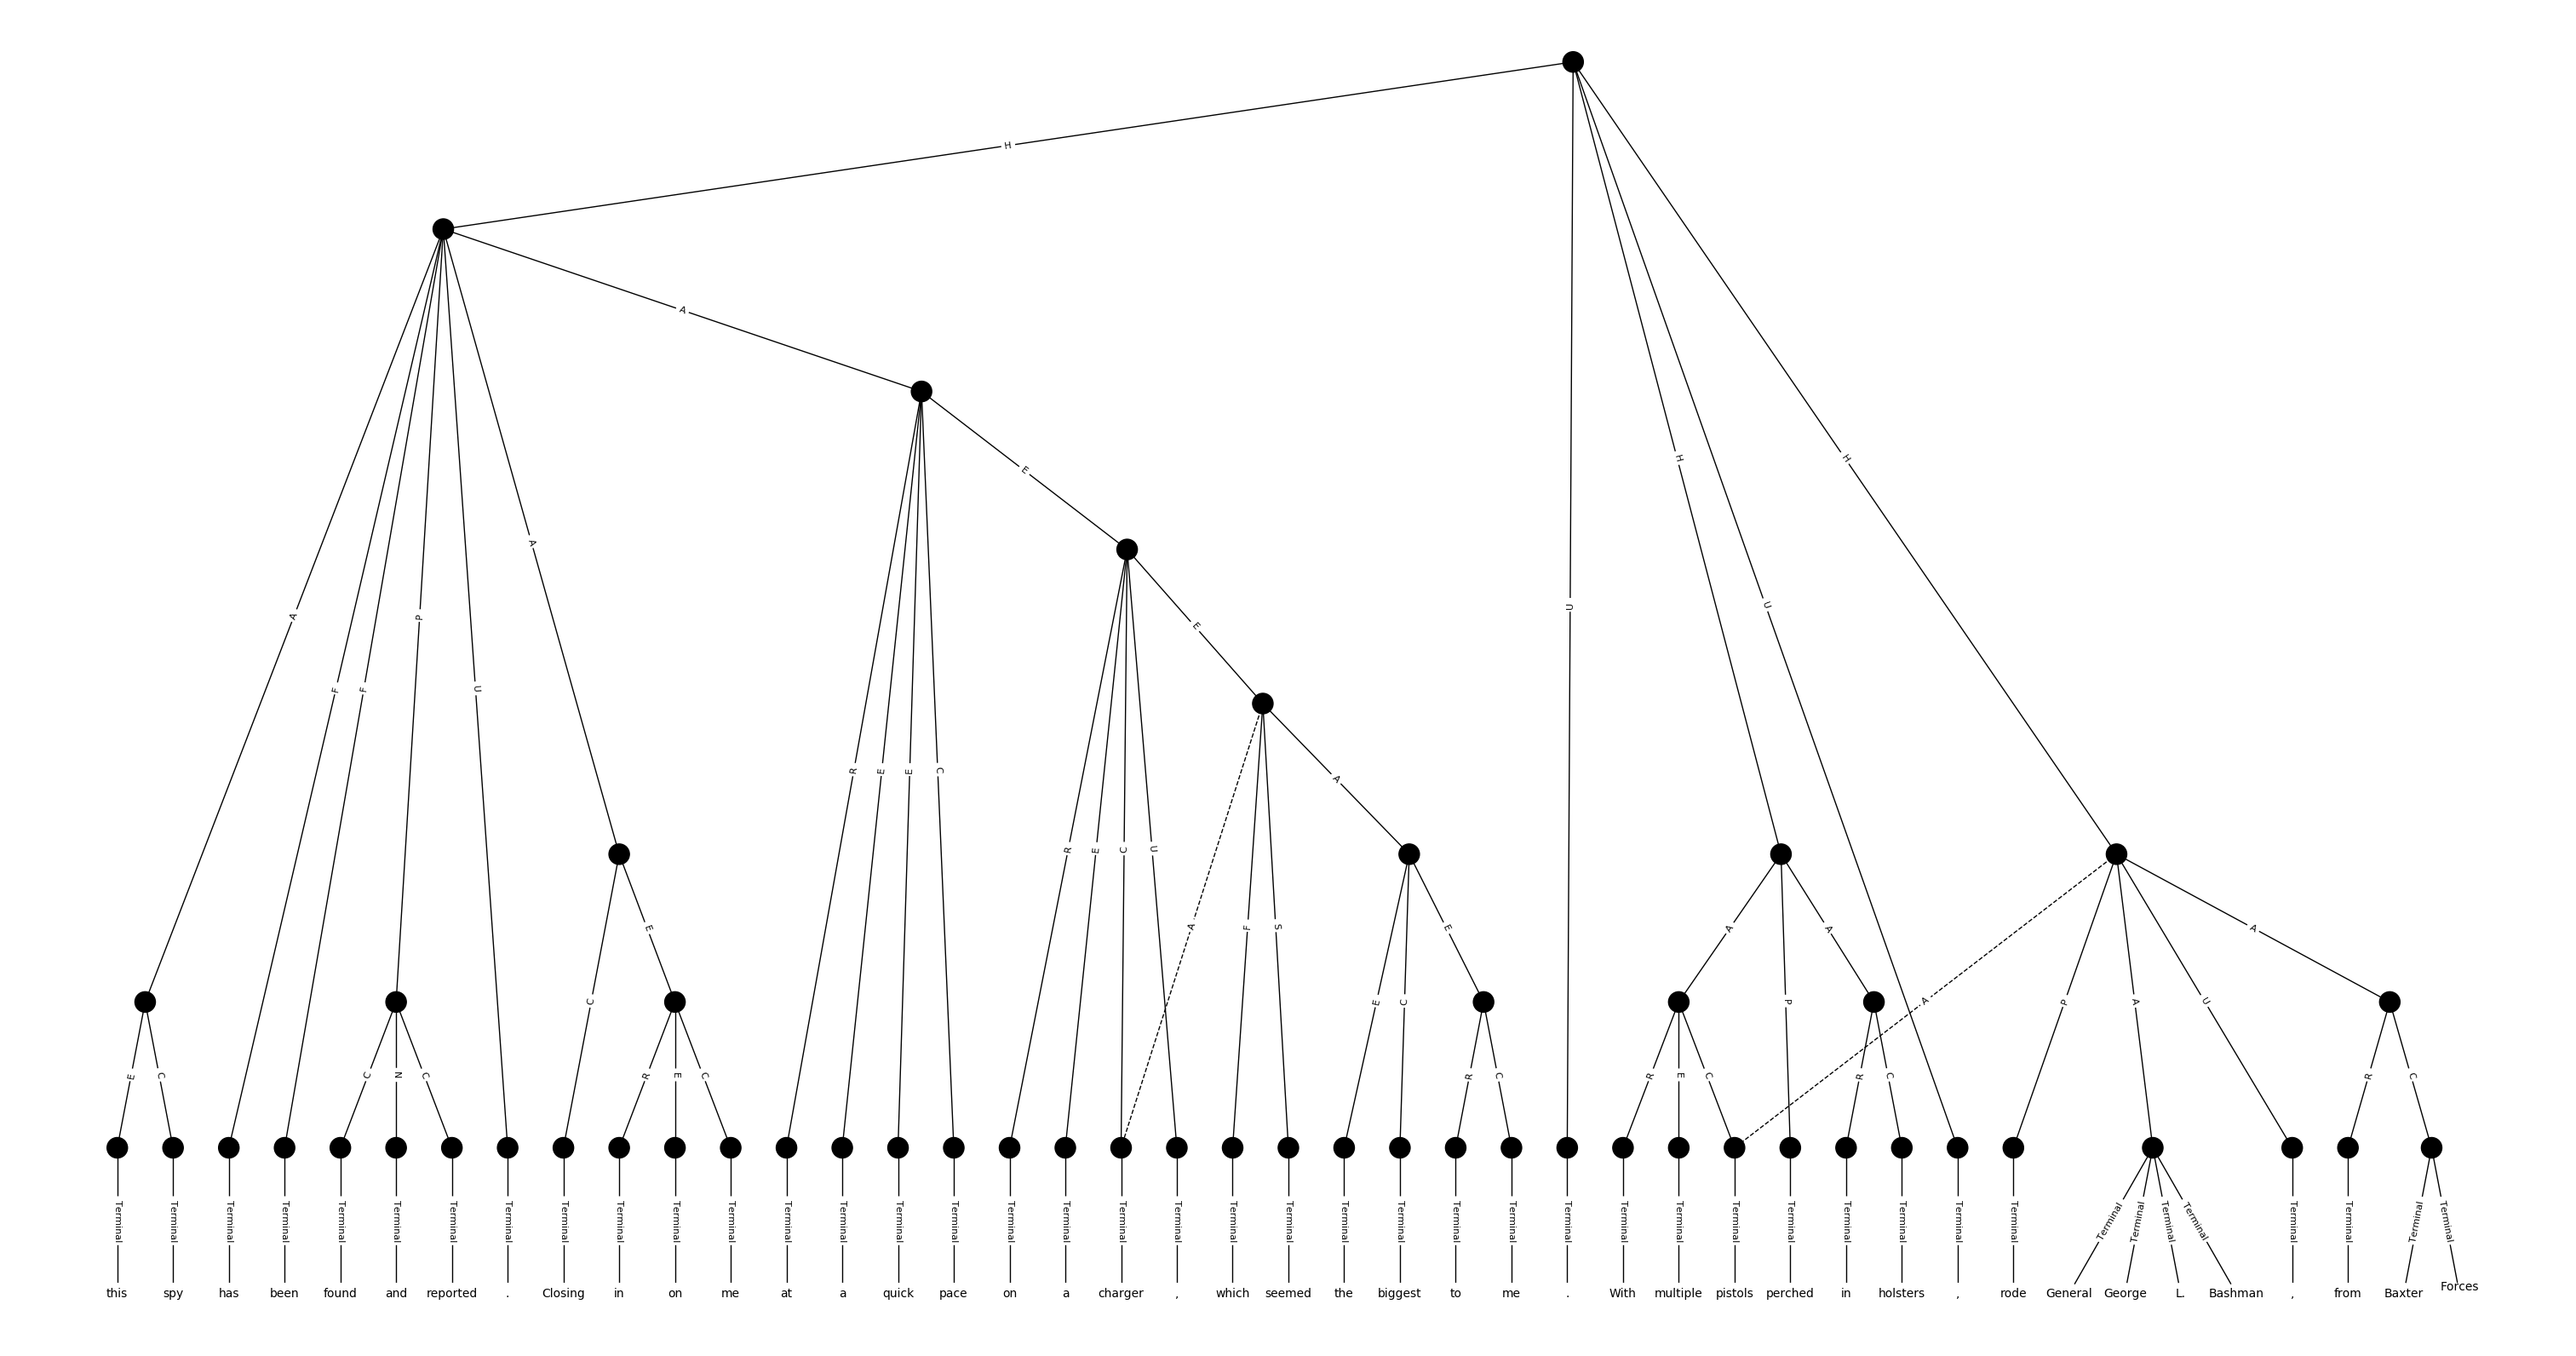 H
A
E
H
H
A
U
U
A
P
E
F
F
U
R
E
E
C
R
E
C
U
A
F
S
E
A
A
A
C
E
C
P
A
P
A
U
E
C
C
N
C
R
E
C
R
C
R
E
C
R
C
R
C
Terminal Terminal Terminal Terminal Terminal Terminal Terminal Terminal Terminal Terminal Terminal Terminal Terminal Terminal Terminal Terminal Terminal Terminal Terminal Terminal Terminal Terminal Terminal Terminal Terminal Terminal Terminal Terminal Terminal Terminal Terminal Terminal Terminal Terminal Terminal Terminal Terminal Terminal Terminal Terminal Terminal Terminal Terminal
this spy has been found and reported . Closing in on me at a quick pace on a charger , which seemed the biggest to me . With multiple pistols perched in holsters , rode General George L. Bashman , from Baxter Forces